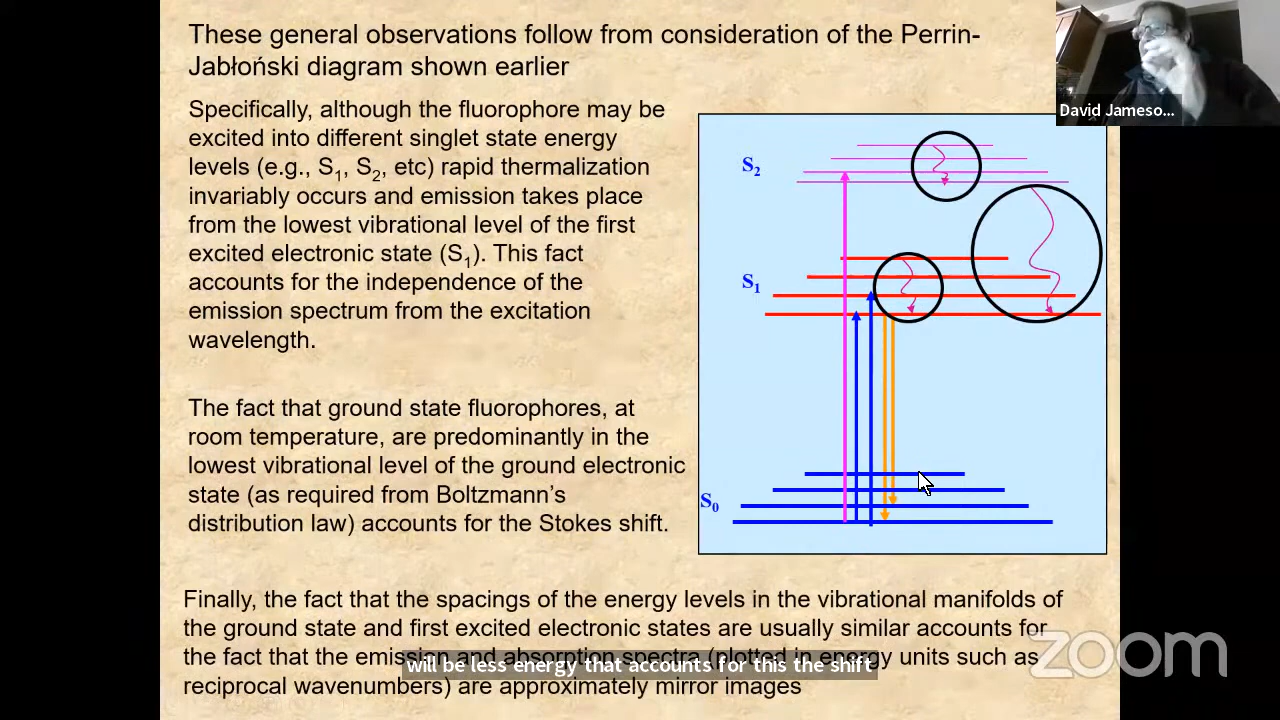 These general observations follow from consideration of the Perrin-
Jabłoński diagram shown earlier
Specifically, although the fluorophore may be
excited into different singlet state energy
levels (e.g., S1, S2, etc) rapid thermalization
invariably occurs and emission takes place
from the lowest vibrational level of the first
excited electronic state (S1). This fact
accounts for the independence of the
emission spectrum from the excitation
wavelength.
The fact that ground state fluorophores, at
room temperature, are predominantly in the
lowest vibrational level of the ground electronic
state (as required from Boltzmann’s
distribution law) accounts for the Stokes shift.
David Jameso...
S2
S1
S0
Finally, the fact that the spacings of the energy levels in the vibrational manifolds of
the ground state and first excited electronic states are usually similar accounts for
the fact that the emission and absorption spectra (plotted in energy units such as
reciprocal wavenumbers) are approximately mirror images
will be less energy that accounts for this the shift
zoom